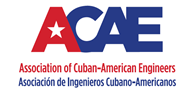 ACAE
Association of Cuban-American Engineers
Asociación de Ingenieros Cubano-Americanos